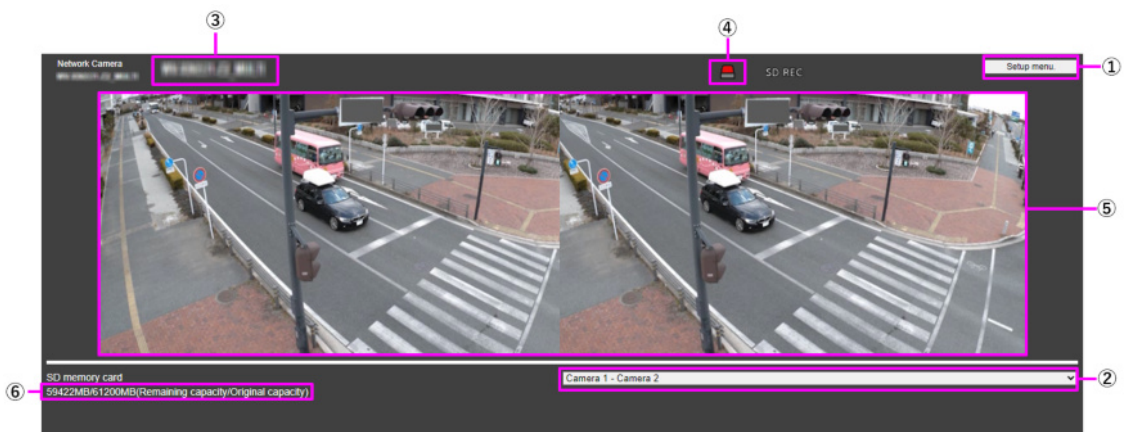 ③
④
Network Camera
SD REC
Setup menu.
①
⑤
SD memory card
Camera 1 - Camera 2
②
⑥
59422MB/61200MB(Remaining capacity/Original capacity)